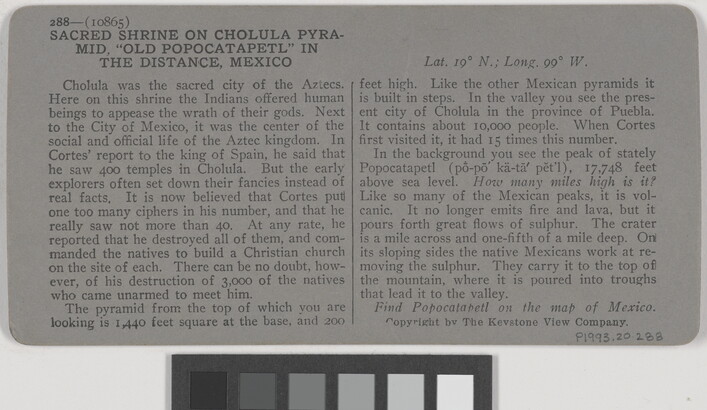 288—(10865)
SACRED SHRINE ON CHOLULA PYRA-
MID, "OLD POPOCATAPETL" IN
THE DISTANCE, MEXICO
Cholula was the sacred city of the Aztecs.
Here on this shrine the Indians offered human
beings to appease the wrath of their gods. Next
to the City of Mexico, it was the center of the
social and official life of the Aztec kingdom. In
Cortes' report to the king of Spain, he said that
he saw 400 temples in Cholula. But the early
explorers often set down their fancies instead of
real facts. It is now believed that Cortes put
one too many ciphers in his number, and that he
really saw not more than 40. At any rate, he
reported that he destroyed all of them, and com-
manded the natives to build a Christian church
on the site of each. There can be no doubt, how-
ever, of his destruction of 3,000 of the natives
who came unarmed to meet him.
The pyramid from the top of which you are
looking is 1,440 feet square at the base, and 200
Lat. 19° N.; Long. 99° W.
feet high. Like the other Mexican pyramids it
is built in steps. In the valley you see the pres-
ent city of Cholula in the province of Puebla.
It contains about 10,000 people. When Cortes
first visited it, it had 15 times this number.
In the background you see the peak of stately
Popocatapetl (pô-pô´ kä-tä´ pĕt'l), 17,748 feet
above sea level. How many miles high is it?
Like so many of the Mexican peaks, it is vol-
canic. It no longer emits fire and lava, but it
pours forth great flows of sulphur. The crater
is a mile across and one-fifth of a mile deep. On
its sloping sides the native Mexicans work at re-
moving the sulphur. They carry it to the top of
the mountain, where it is poured into troughs
that lead it to the valley.
Find Popocatapetl on the map of Mexico.
Copyright by The Keystone View Company.
P1993.20.288